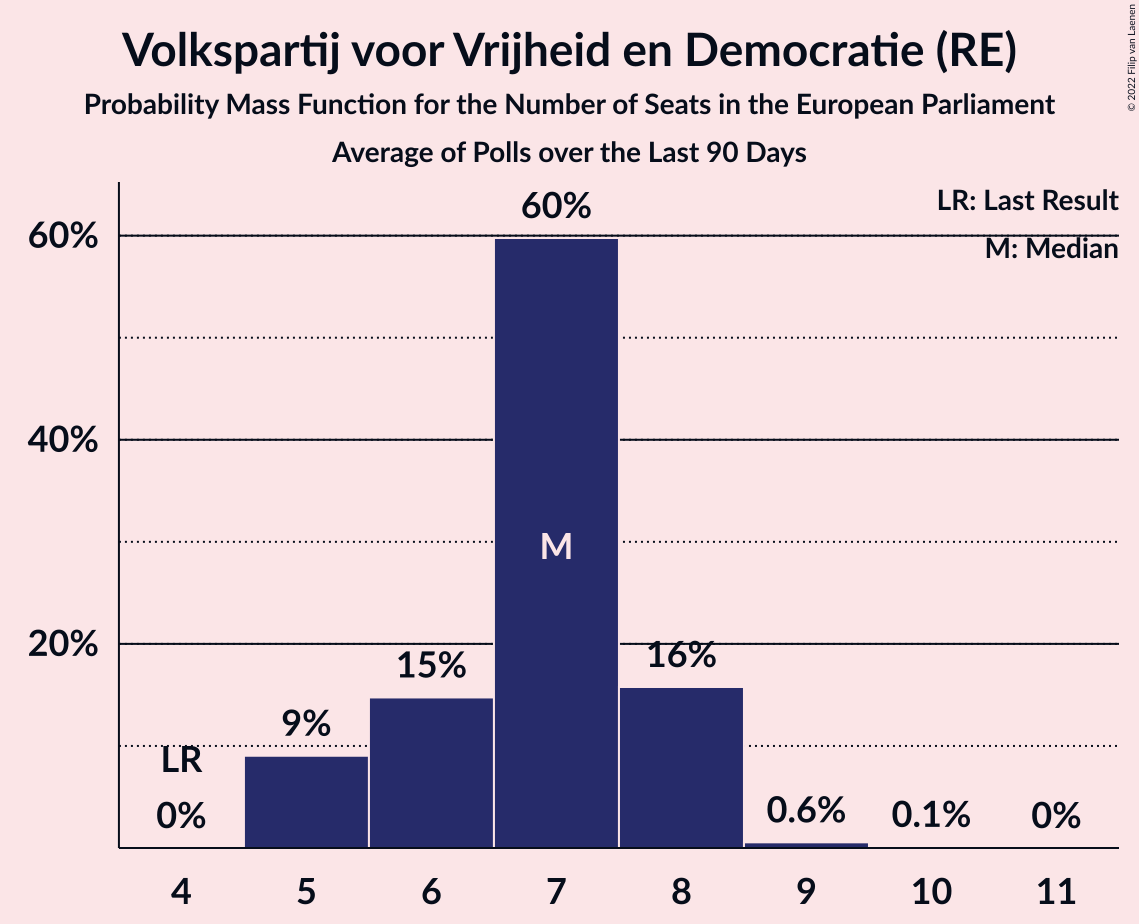 Volkspartij voor Vrijheid en Democratie (RE)
Probability Mass Function for the Number of Seats in the European Parliament
Average of Polls over the Last 90 Days
© 2022 Filip van Laenen
LR: Last Result
M: Median
60%
40%
20%
LR
0%
9%
15%
60%
M
16%
0.6%
0.1%
0%
4 5 6 7 8 9 10 11